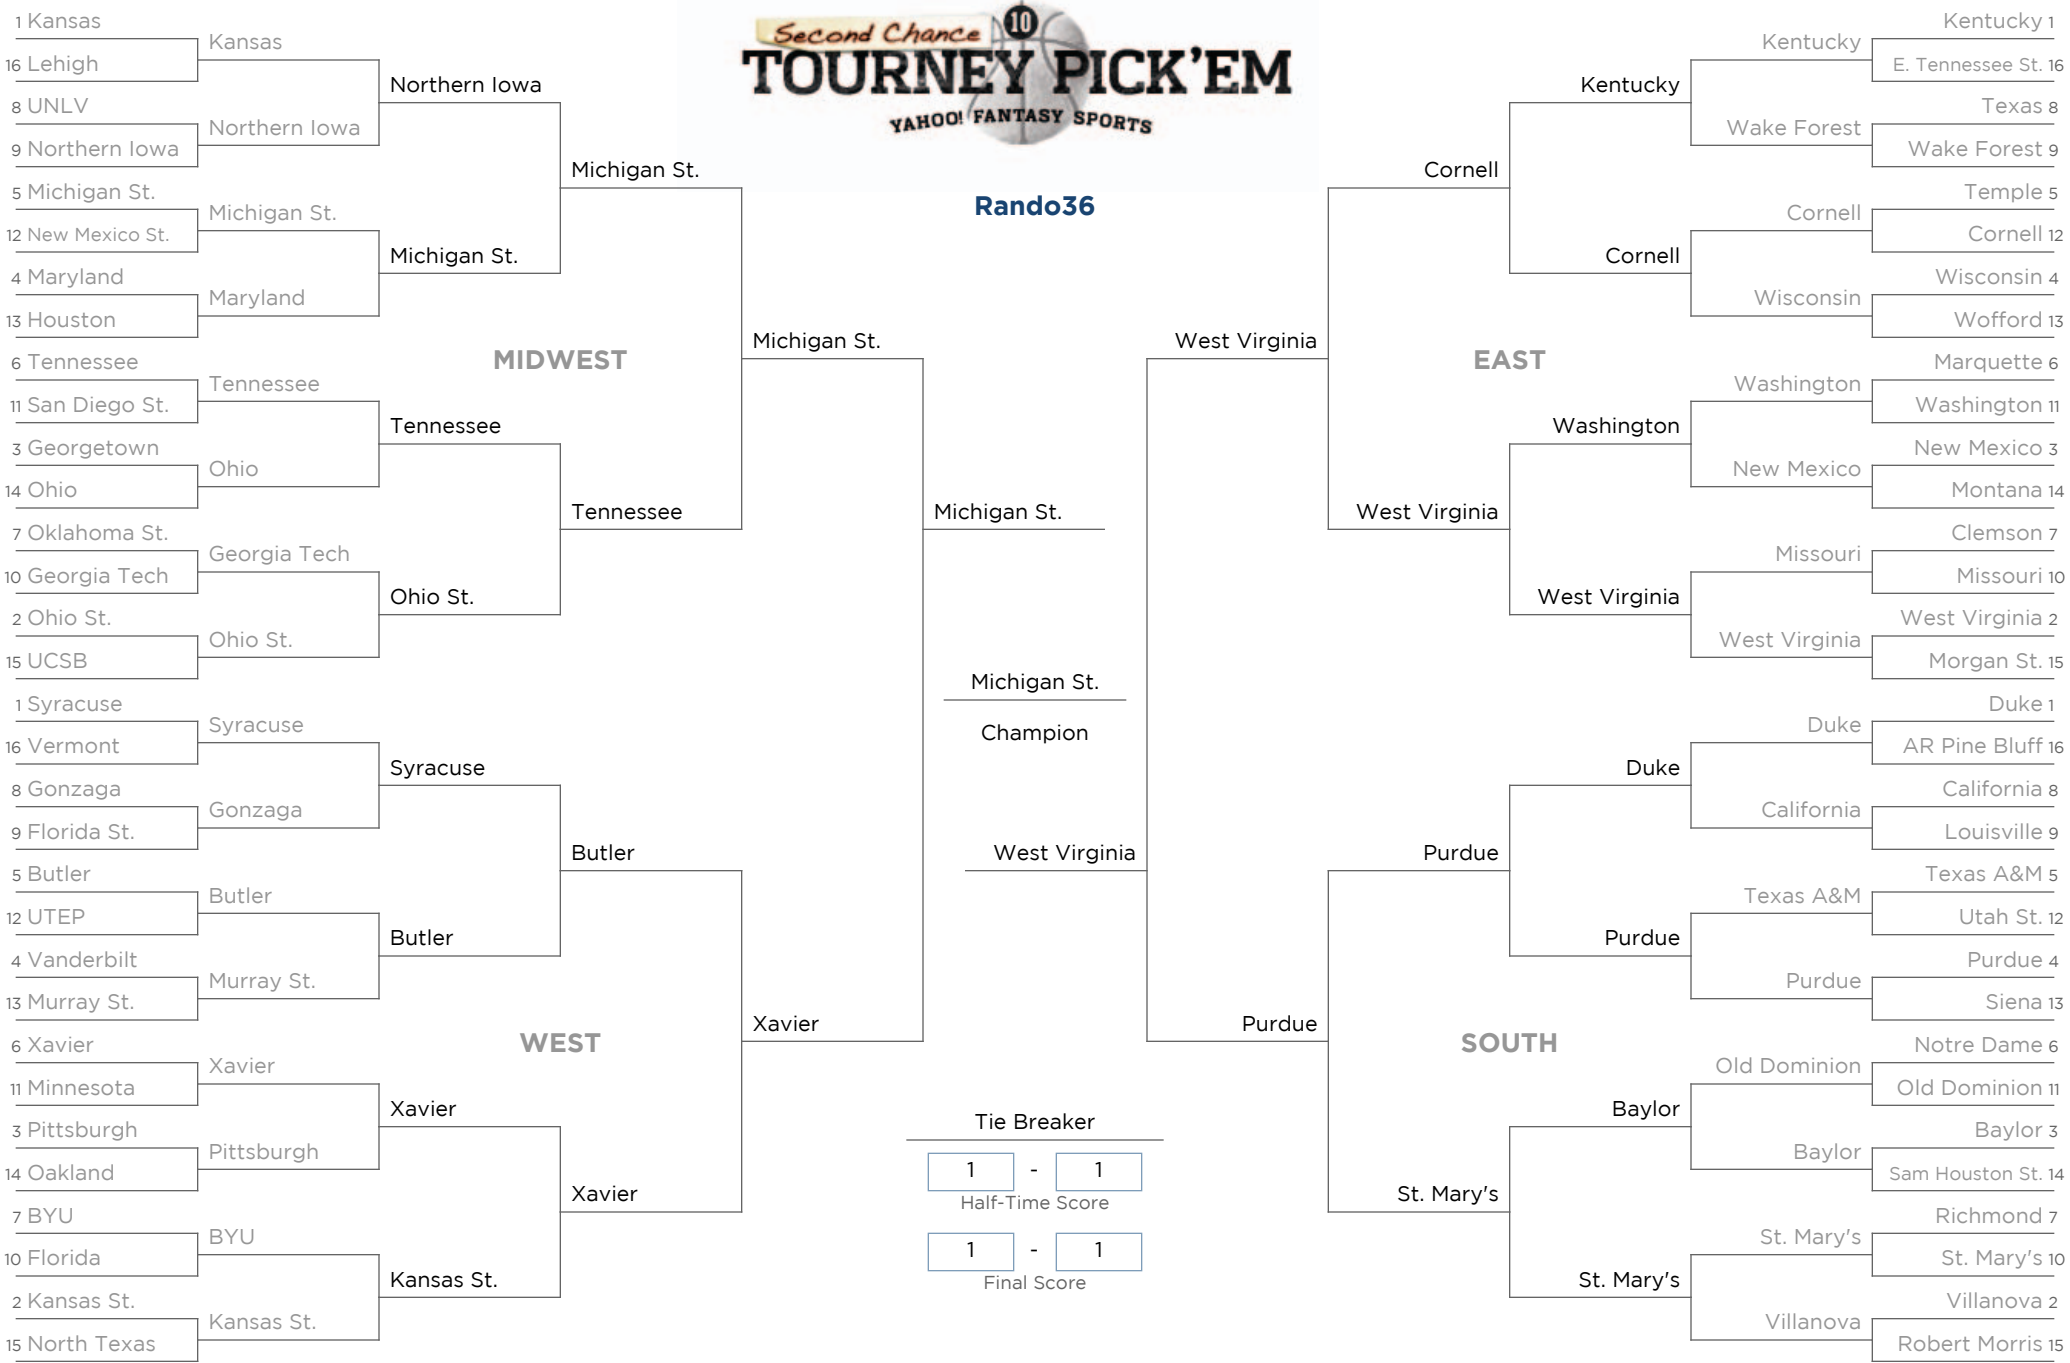 Second Chance
10
TOURNEY PICK'EM
YAHOO! FANTASY SPORTS
Rando36
1 Kansas
16 Lehigh
8 UNLV
9 Northern Iowa
5 Michigan St.
12 New Mexico St.
4 Maryland
13 Houston
6 Tennessee
11 San Diego St.
3 Georgetown
14 Ohio
7 Oklahoma St.
10 Georgia Tech
2 Ohio St.
15 UCSB
Kansas
Northern Iowa
Michigan St.
Maryland
Tennessee
Ohio
Georgia Tech
Ohio St.
Northern Iowa
Michigan St.
Tennessee
Ohio St.
Michigan St.
Tennessee
MIDWEST
Michigan St.
1 Syracuse
16 Vermont
8 Gonzaga
9 Florida St.
5 Butler
12 UTEP
4 Vanderbilt
13 Murray St.
6 Xavier
11 Minnesota
3 Pittsburgh
14 Oakland
7 BYU
10 Florida
2 Kansas St.
15 North Texas
Syracuse
Gonzaga
Butler
Murray St.
Xavier
Pittsburgh
BYU
Kansas St.
Syracuse
Butler
Xavier
Kansas St.
Butler
Xavier
WEST
Xavier
Michigan St.
Michigan St.
Champion
West Virginia
Tie Breaker
1 - 1
Half-Time Score
1 - 1
Final Score
West Virginia
EAST
Cornell
West Virginia
Kentucky
Cornell
Washington
West Virginia
Kentucky
Wake Forest
Cornell
Wisconsin
Washington
New Mexico
Missouri
West Virginia
Kentucky 1
E. Tennessee St. 16
Texas 8
Wake Forest 9
Temple 5
Cornell 12
Wisconsin 4
Wofford 13
Marquette 6
Washington 11
New Mexico 3
Montana 14
Clemson 7
Missouri 10
West Virginia 2
Morgan St. 15
Purdue
SOUTH
Purdue
St. Mary's
Duke
Purdue
Baylor
St. Mary's
Duke
California
Texas A&M
Purdue
Old Dominion
Baylor
St. Mary's
Villanova
Duke 1
AR Pine Bluff 16
California 8
Louisville 9
Texas A&M 5
Utah St. 12
Purdue 4
Siena 13
Notre Dame 6
Old Dominion 11
Baylor 3
Sam Houston St. 14
Richmond 7
St. Mary's 10
Villanova 2
Robert Morris 15